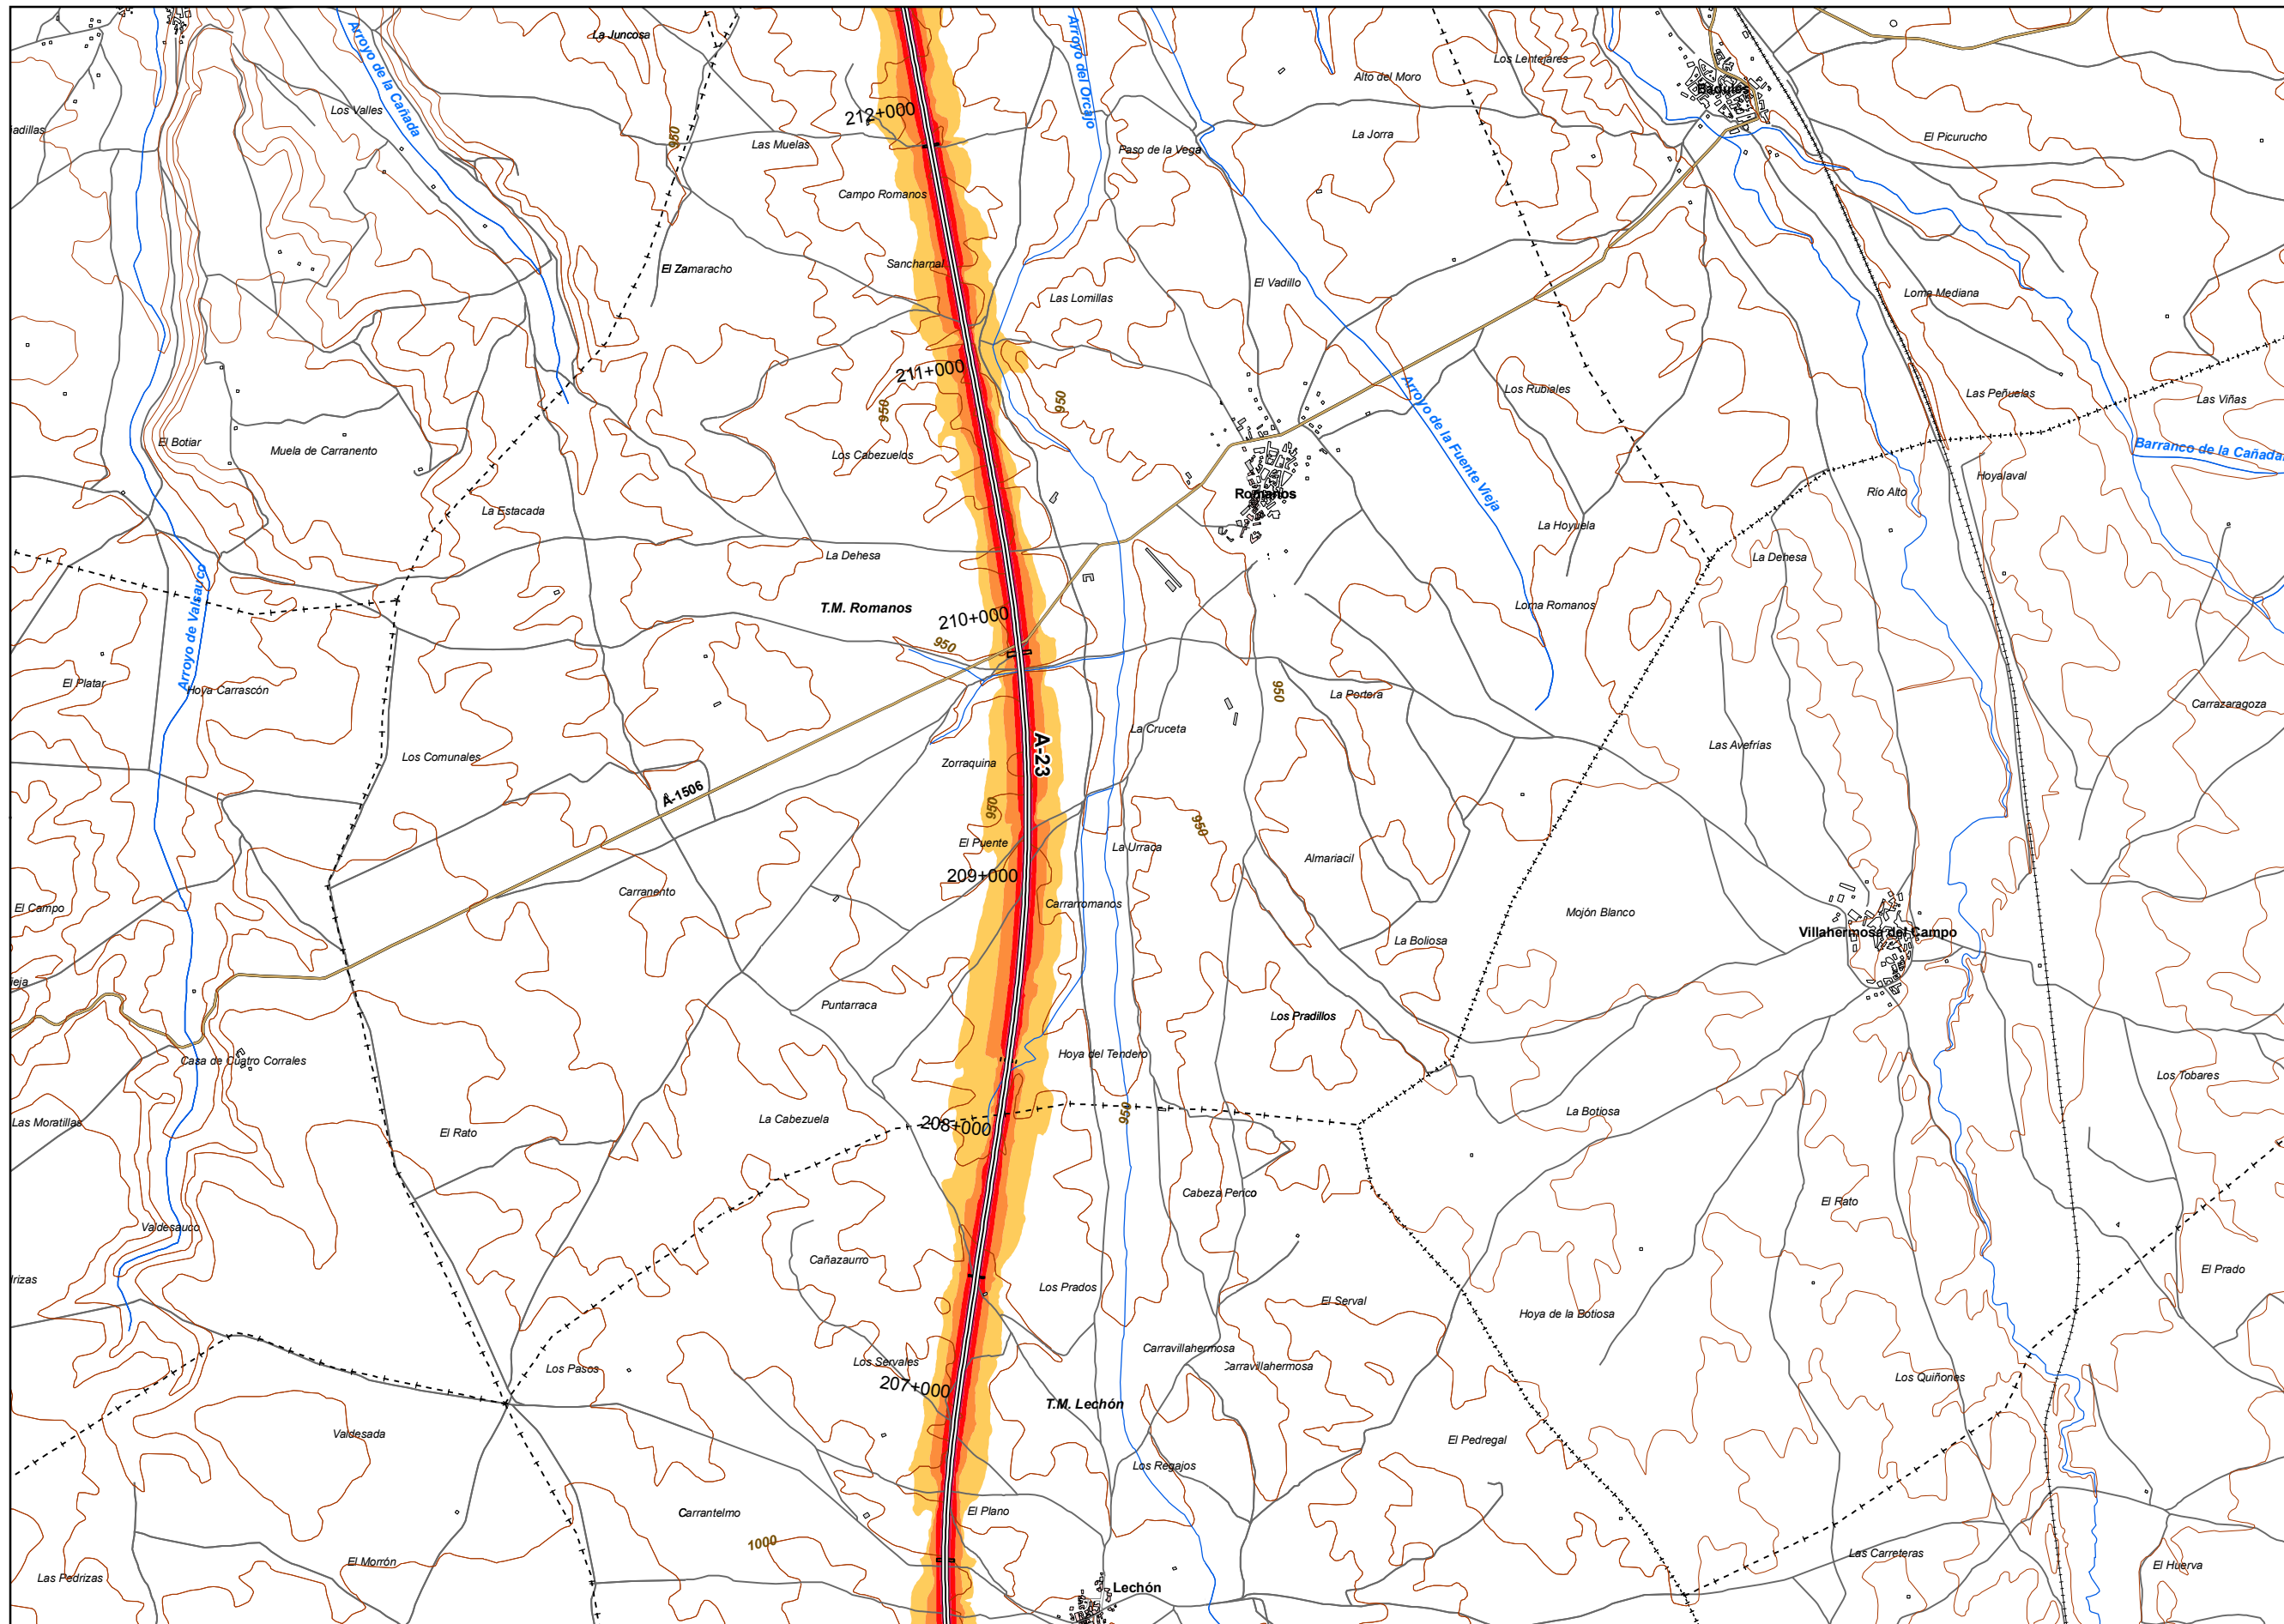 La Juncosa
Arroyo de la Cañada
Arroyo del Orcajo
Los Lentejares
Alto del Moro
Badules
Los Valles
212+000
La Jorra
El Picurucho
950
Las Muelas
Paso de la Vega
Campo Romanos
Sancharnal
El Zamaracho
Las Lomillas
El Vadillo
Loma Mediana
211+000
950
950
Arroyo de la Fuente Vieja
Los Rubiales
Las Peñuelas
Las Viñas
El Botiar
Muela de Carranento
Los Cabezuelos
Barranco de la Cañada
Romanos
Río Alto
Hoyalaval
La Estacada
La Hoyuela
La Dehesa
La Dehesa
Arroyo de Valsauco
T.M. Romanos
210+000
950
Loma Romanos
El Platar
Hoya Carrascón
950
La Portera
Carrazaragoza
La Cruceta
A-23
Las Avefrías
Los Comunales
Zorraquina
A-1506
950
950
El Puente
La Urraca
Almariacil
209+000
Carranento
Carrarromanos
El Campo
Mojón Blanco
La Boliosa
Villahermosa del Campo
Puntarraca
Los Pradillos
Casa de Cuatro Corrales
Hoya del Tendero
Los Tobares
Las Moratillas
El Rato
La Cabezuela
208+000
950
La Botiosa
Cabeza Perico
El Rato
Valdesauco
Cañazaurro
Los Prados
El Serval
Hoya de la Botiosa
El Prado
Los Pasos
Los Servales
Carravillahermosa
Carravillahermosa
207+000
T.M. Lechón
Los Quiñones
Valdesada
El Pedregal
Los Regajos
Carrantelmo
El Plano
1000
El Morrón
Las Carreteras
El Huerva
Las Pedrizas
Lechón